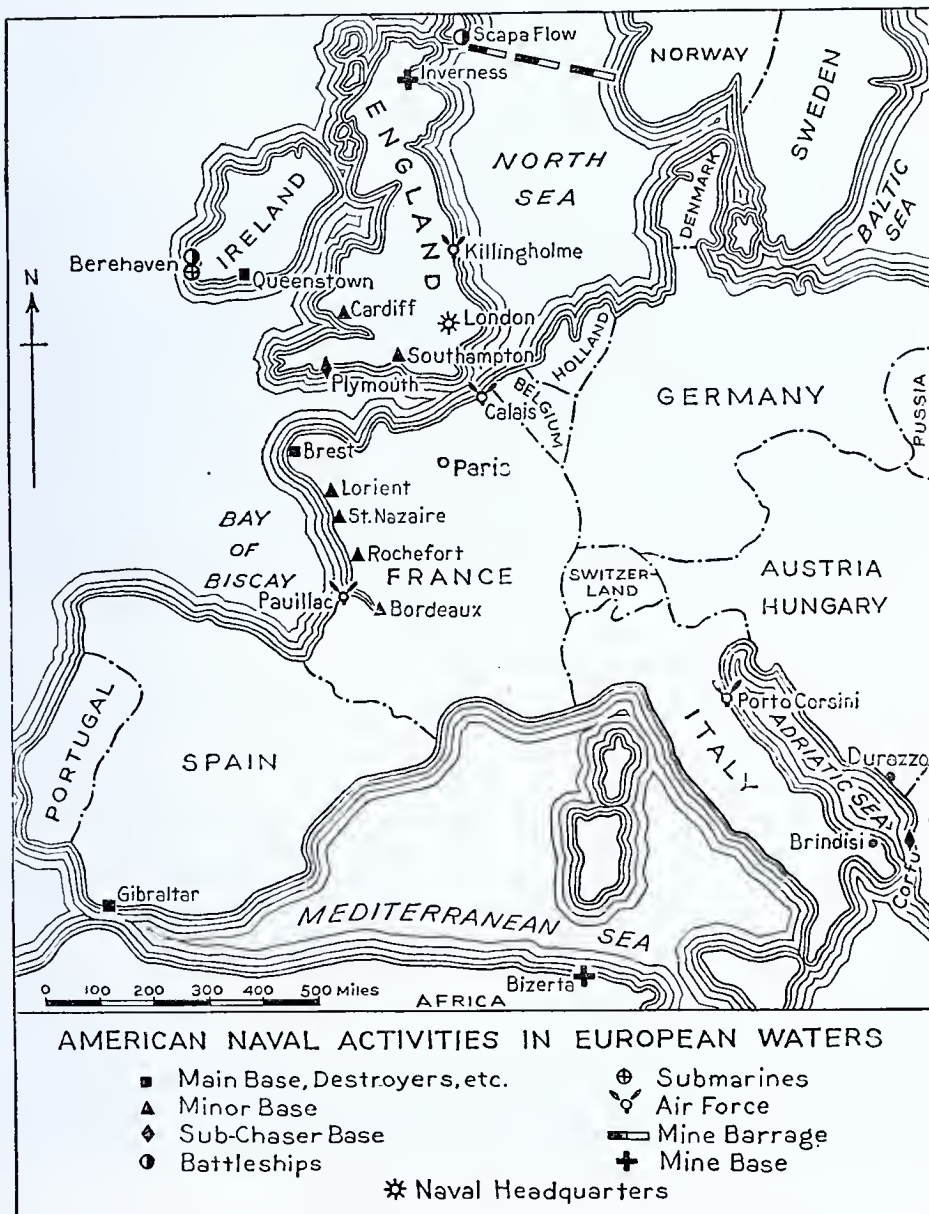 Scapa Flow
NORWAY
SWEDEN
Inverness
ENGLAND
NORTH
SEA
DENMARK
BALTIC
SEA
IRELAND
Killingholme
Berehaven
Queenstown
N
Cardiff
London
HOLLAND
Southampton
Plymouth
BELGIUM
Calais
GERMANY
RUSSIA
Brest
Paris
Lorient
St. Nazaire
BAY
OF
BISCAY
Rochefort
FRANCE
SWITZER-
LAND
AUSTRIA
HUNGARY
Pauillac
Bordeaux
Porto Corsini
ITALY
ADRIATIC SEA
PORTUGAL
SPAIN
Durazzo
Brindisi
Corfu
Gibraltar
MEDITERRANEAN SEA
Bizerta
0 100 200 300 400 500 Miles
AFRICA
AMERICAN NAVAL ACTIVITIES IN EUROPEAN WATERS
Main Base, Destroyers, etc.
Minor Base
Sub-Chaser Base
Battleships
Submarines
Air Force
Mine Barrage
Mine Base
Naval Headquarters